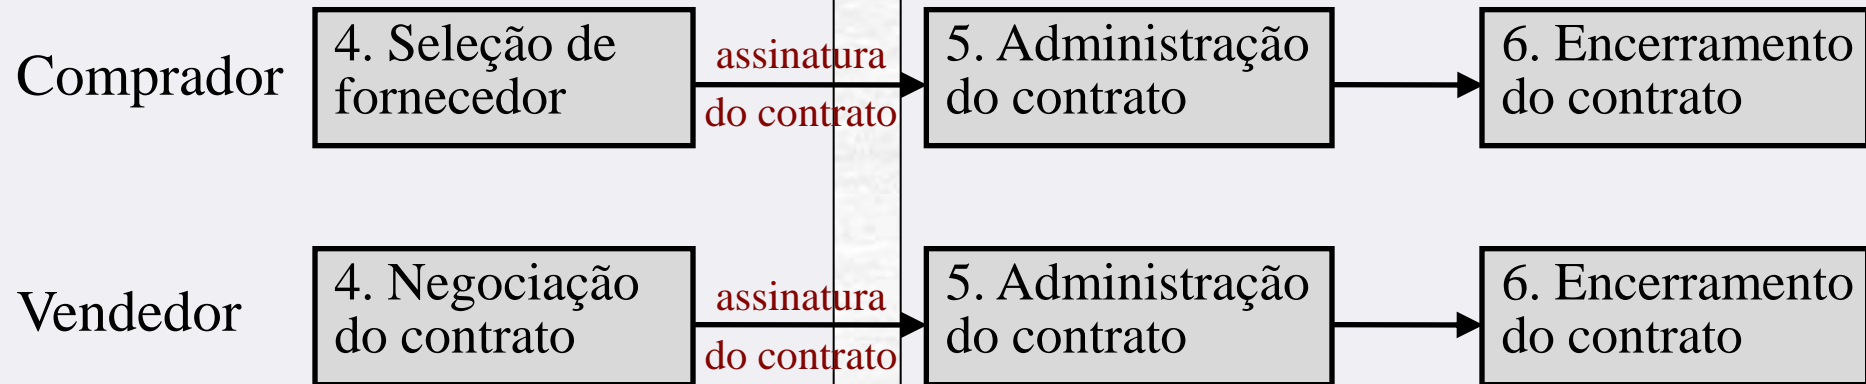 Comprador
4. Seleção de
fornecedor
assinatura
do contrato
5. Administração
do contrato
6. Encerramento
do contrato
Vendedor
4. Negociação
do contrato
assinatura
do contrato
5. Administração
do contrato
6. Encerramento
do contrato